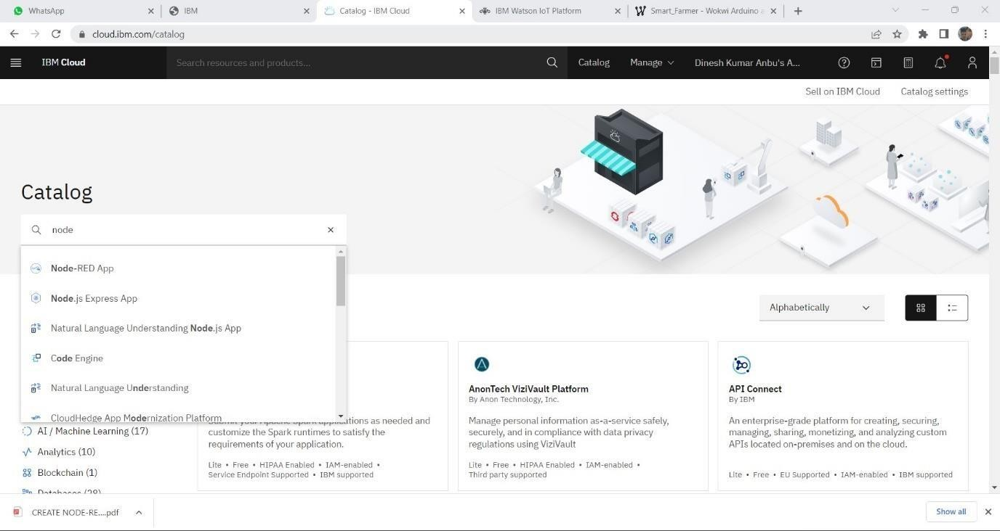 WhatsApp
IBM
Catalog - IBM Cloud
IBM Watson IoT Platform
Smart_Farmer - Wokwi Arduino a
cloud.ibm.com/catalog
IBM Cloud
Search resources and products...
Catalog
Manage
Dinesh Kumar Anbu's A...
Sell on IBM Cloud
Catalog settings
Catalog
node
Node-RED App
Node.js Express App
Natural Language Understanding Node.js App
Code Engine
Natural Language Understanding
CloudHedge App Modernization Platform
AI / Machine Learning (17)
Analytics (10)
Blockchain (1)
Databases (28)
Alphabetically
Submit your Apache Spark applications as needed and
customize the Spark runtimes to satisfy the
requirements of your application.
Lite • Free • HIPAA Enabled • IAM-enabled •
Service Endpoint Supported • IBM supported
AnonTech ViziVault Platform
By Anon Technology, Inc.
Manage personal information as-a-service safely,
securely, and in compliance with data privacy
regulations using ViziVault
Lite • Free • HIPAA Enabled • IAM-enabled •
Third party supported
API Connect
By IBM
An enterprise-grade platform for creating, securing,
managing, sharing, monetizing, and analyzing custom
APIs located on-premises and on the cloud.
Lite • Free • EU Supported • IAM-enabled • IBM supported
CREATE NODE-RE....pdf
Show all